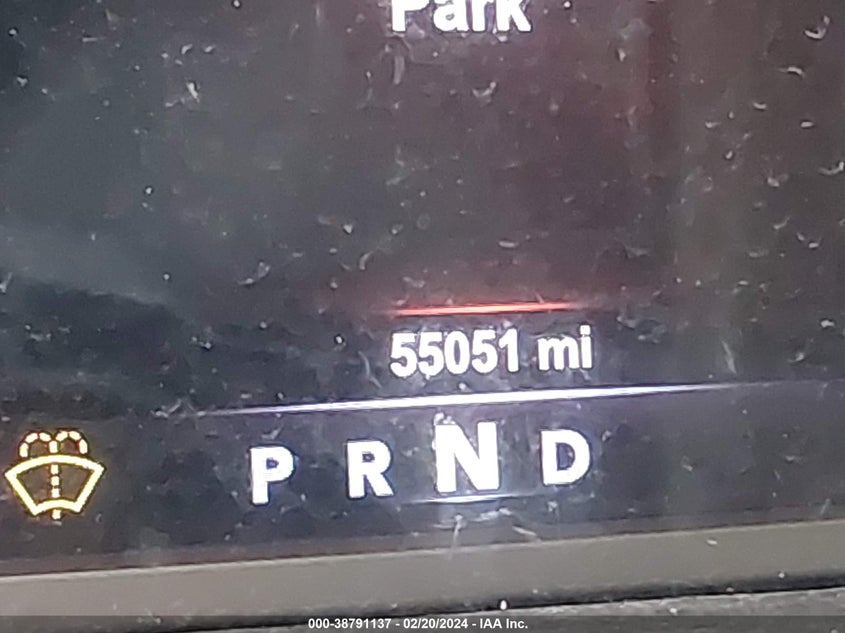 Park
55051 mi
P R N D
000-38791137 - 02/20/2024 - IAA Inc.